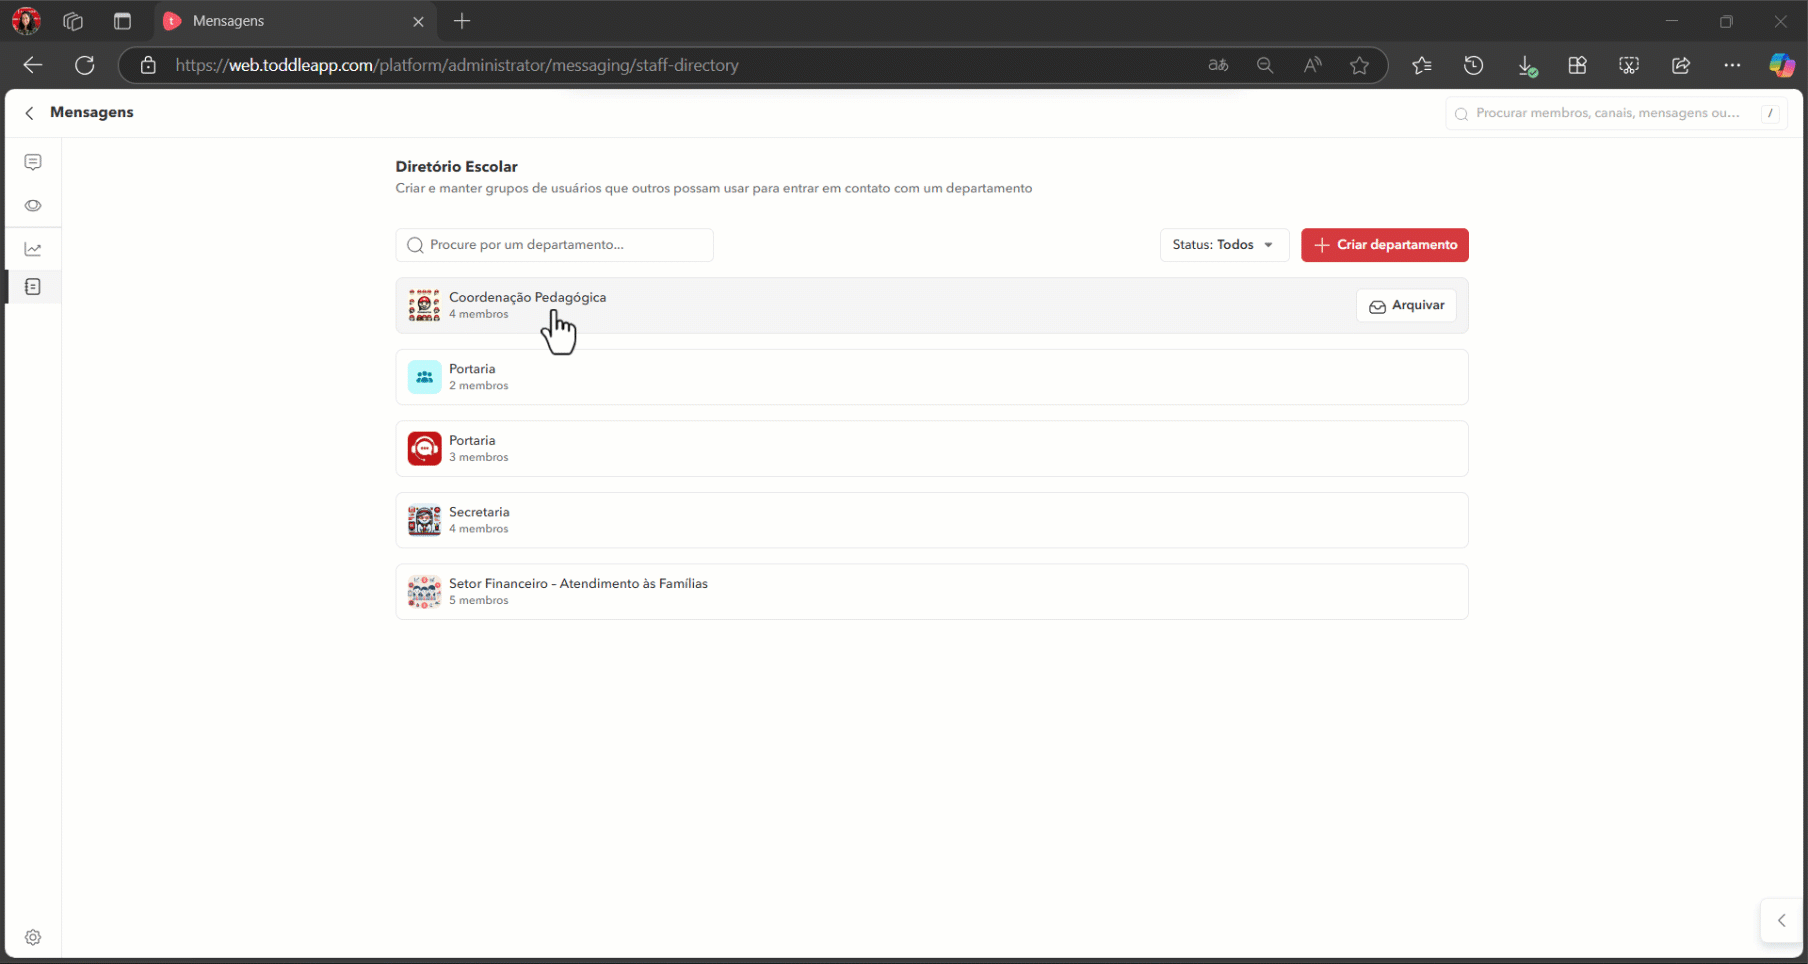 Mensagens
https://web.toddleapp.com/platform/administrator/messaging/staff-directory
Mensagens
Procurar membros, canais, mensagens ou...
/
Diretório Escolar
Criar e manter grupos de usuários que outros possam usar para entrar em contato com um departamento
Procure por um departamento...
Status: Todos
Criar departamento
Coordenação Pedagógica
4 membros
Arquivar
Portaria
2 membros
Portaria
3 membros
Secretaria
4 membros
Setor Financeiro - Atendimento às Famílias
5 membros